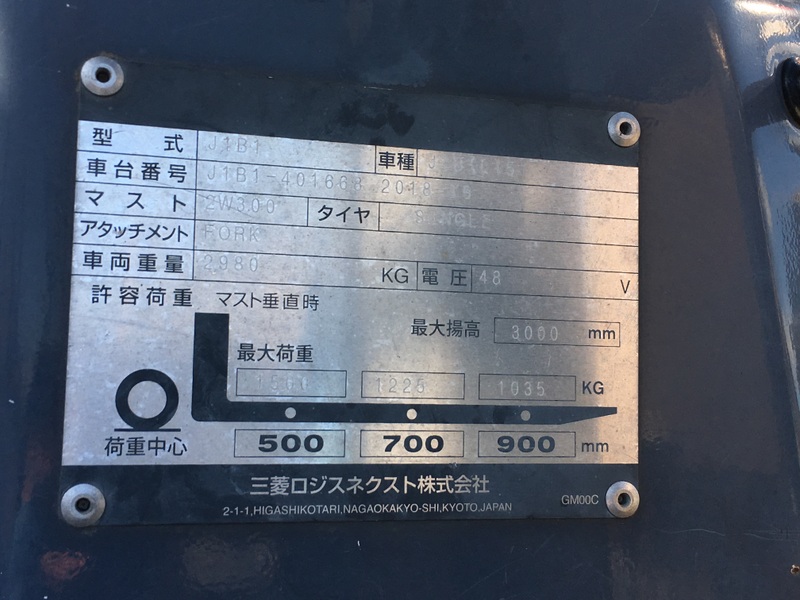 型式 J1B1 車種
車台番号 J1B1-401668 2018
マスト 2W300 タイヤ SINGLE
アタッチメント FORK
車両重量 2980 KG 電圧 48 V
許容荷重 マスト垂直時
最大揚高 3000 mm
最大荷重
1225 1035 KG
荷重中心 500 700 900 mm
三菱ロジスネクスト株式会社
2-1-1,HIGASHIKOTARI,NAGAOKAKYO-SHI,KYOTO.JAPAN
GM00C